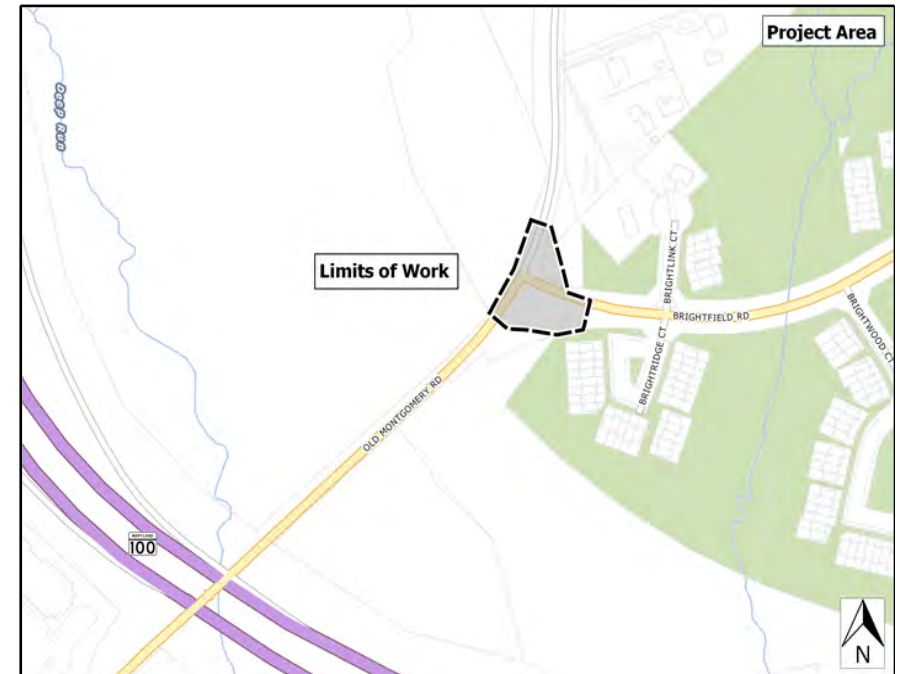 Project Area
Deep Run
Limits of Work
BRIGHTLINK CT
BRIGHTFIELD RD
BRIGHTRIDGE CT
BRIGHTWOOD CT
OLD MONTGOMERY RD
MARYLAND
100
N